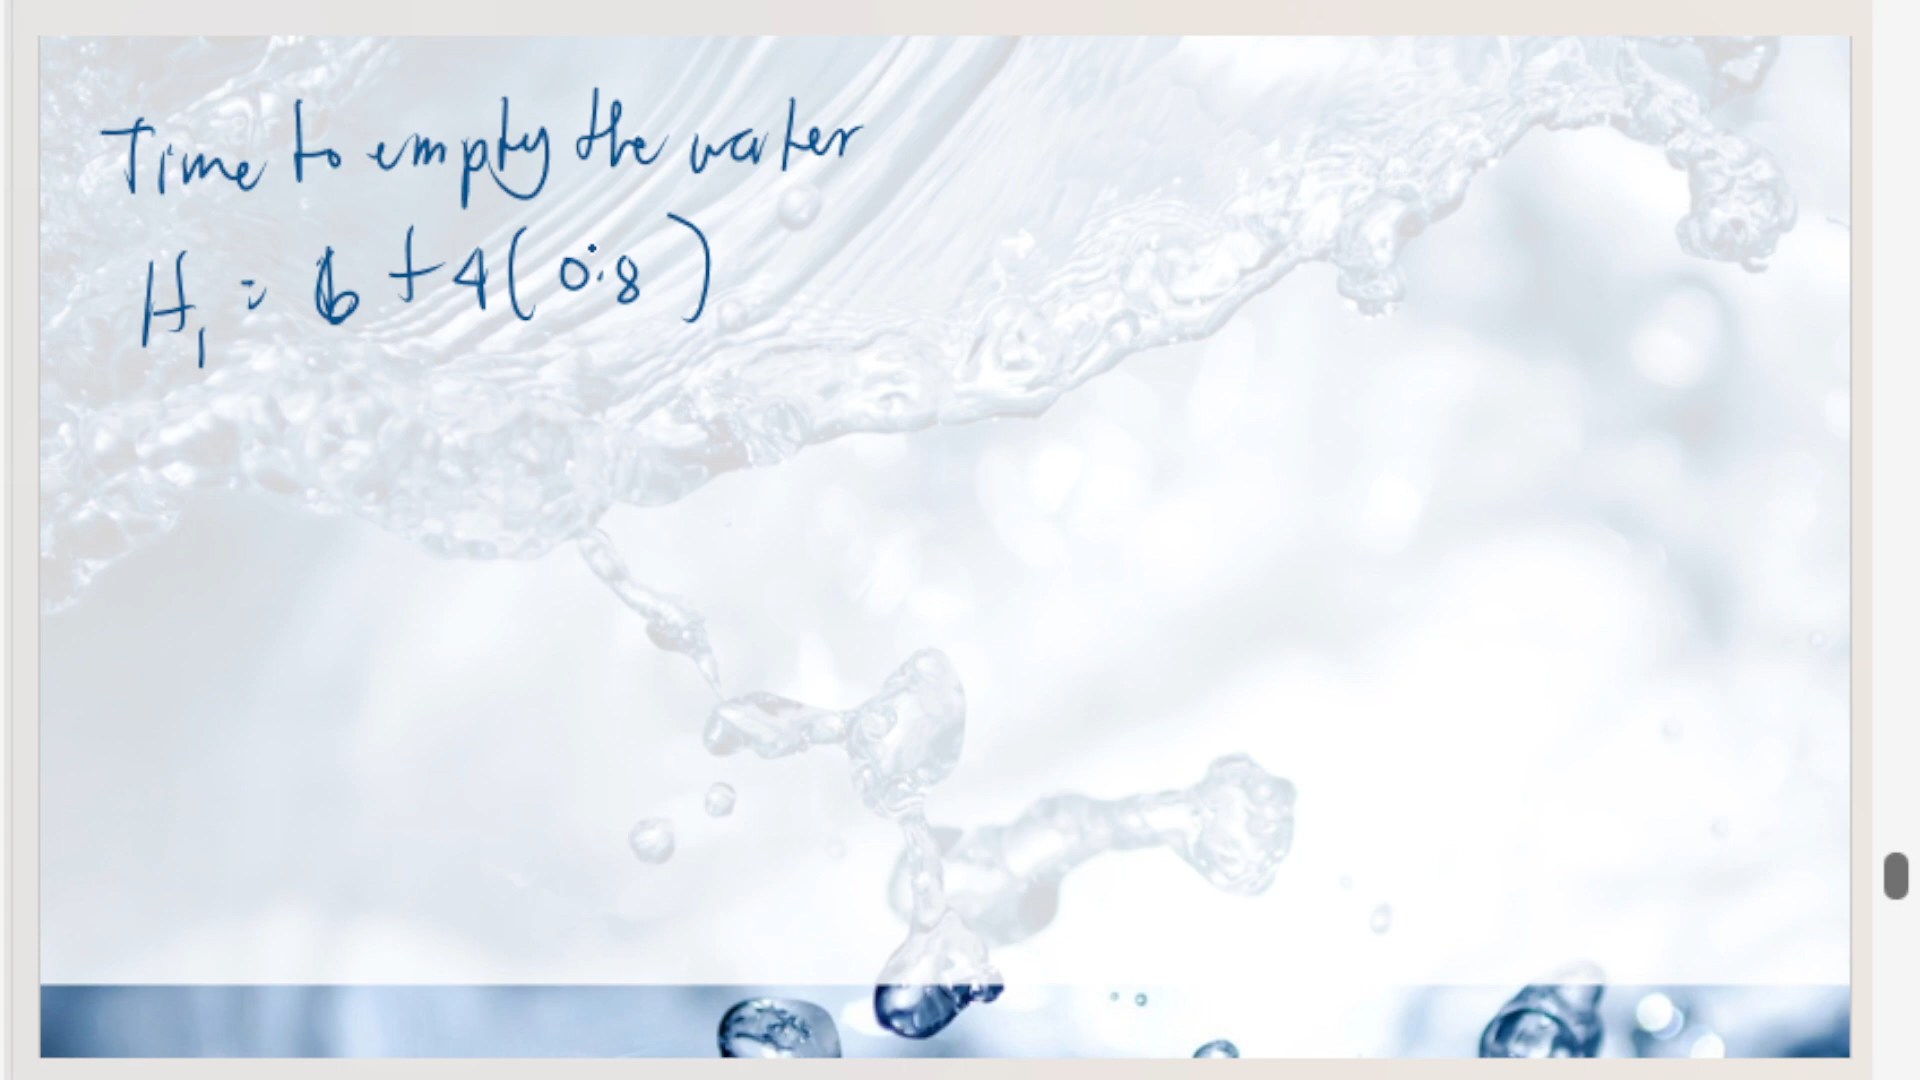 Time to empty the water
H₁ = 6 + 4 ( 0.8 )